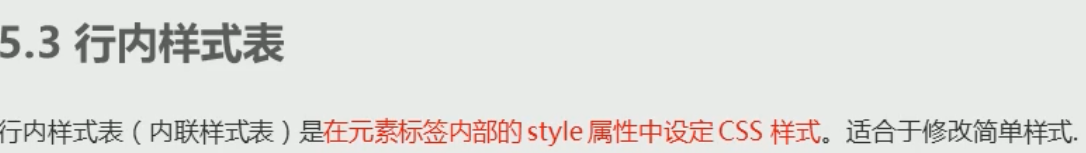 5.3 行内样式表
行内样式表（内联样式表）是在元素标签内部的 style 属性中设定 CSS 样式。适合于修改简单样式.